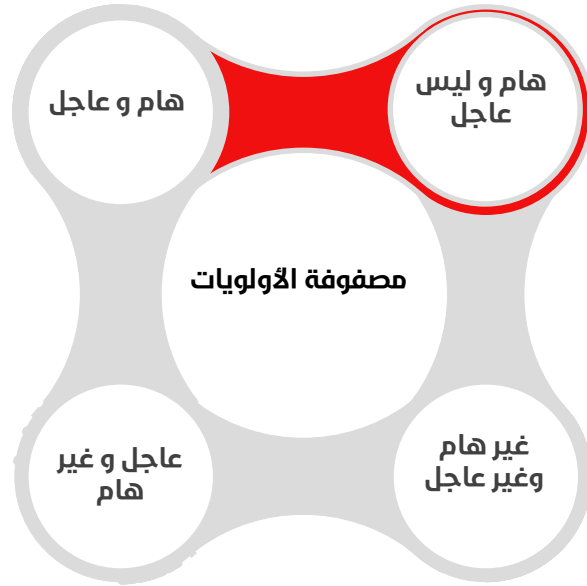 هام و ليس
عاجل
هام و عاجل
مصفوفة الأولويات
غير هام
وغير عاجل
عاجل و غير
هام